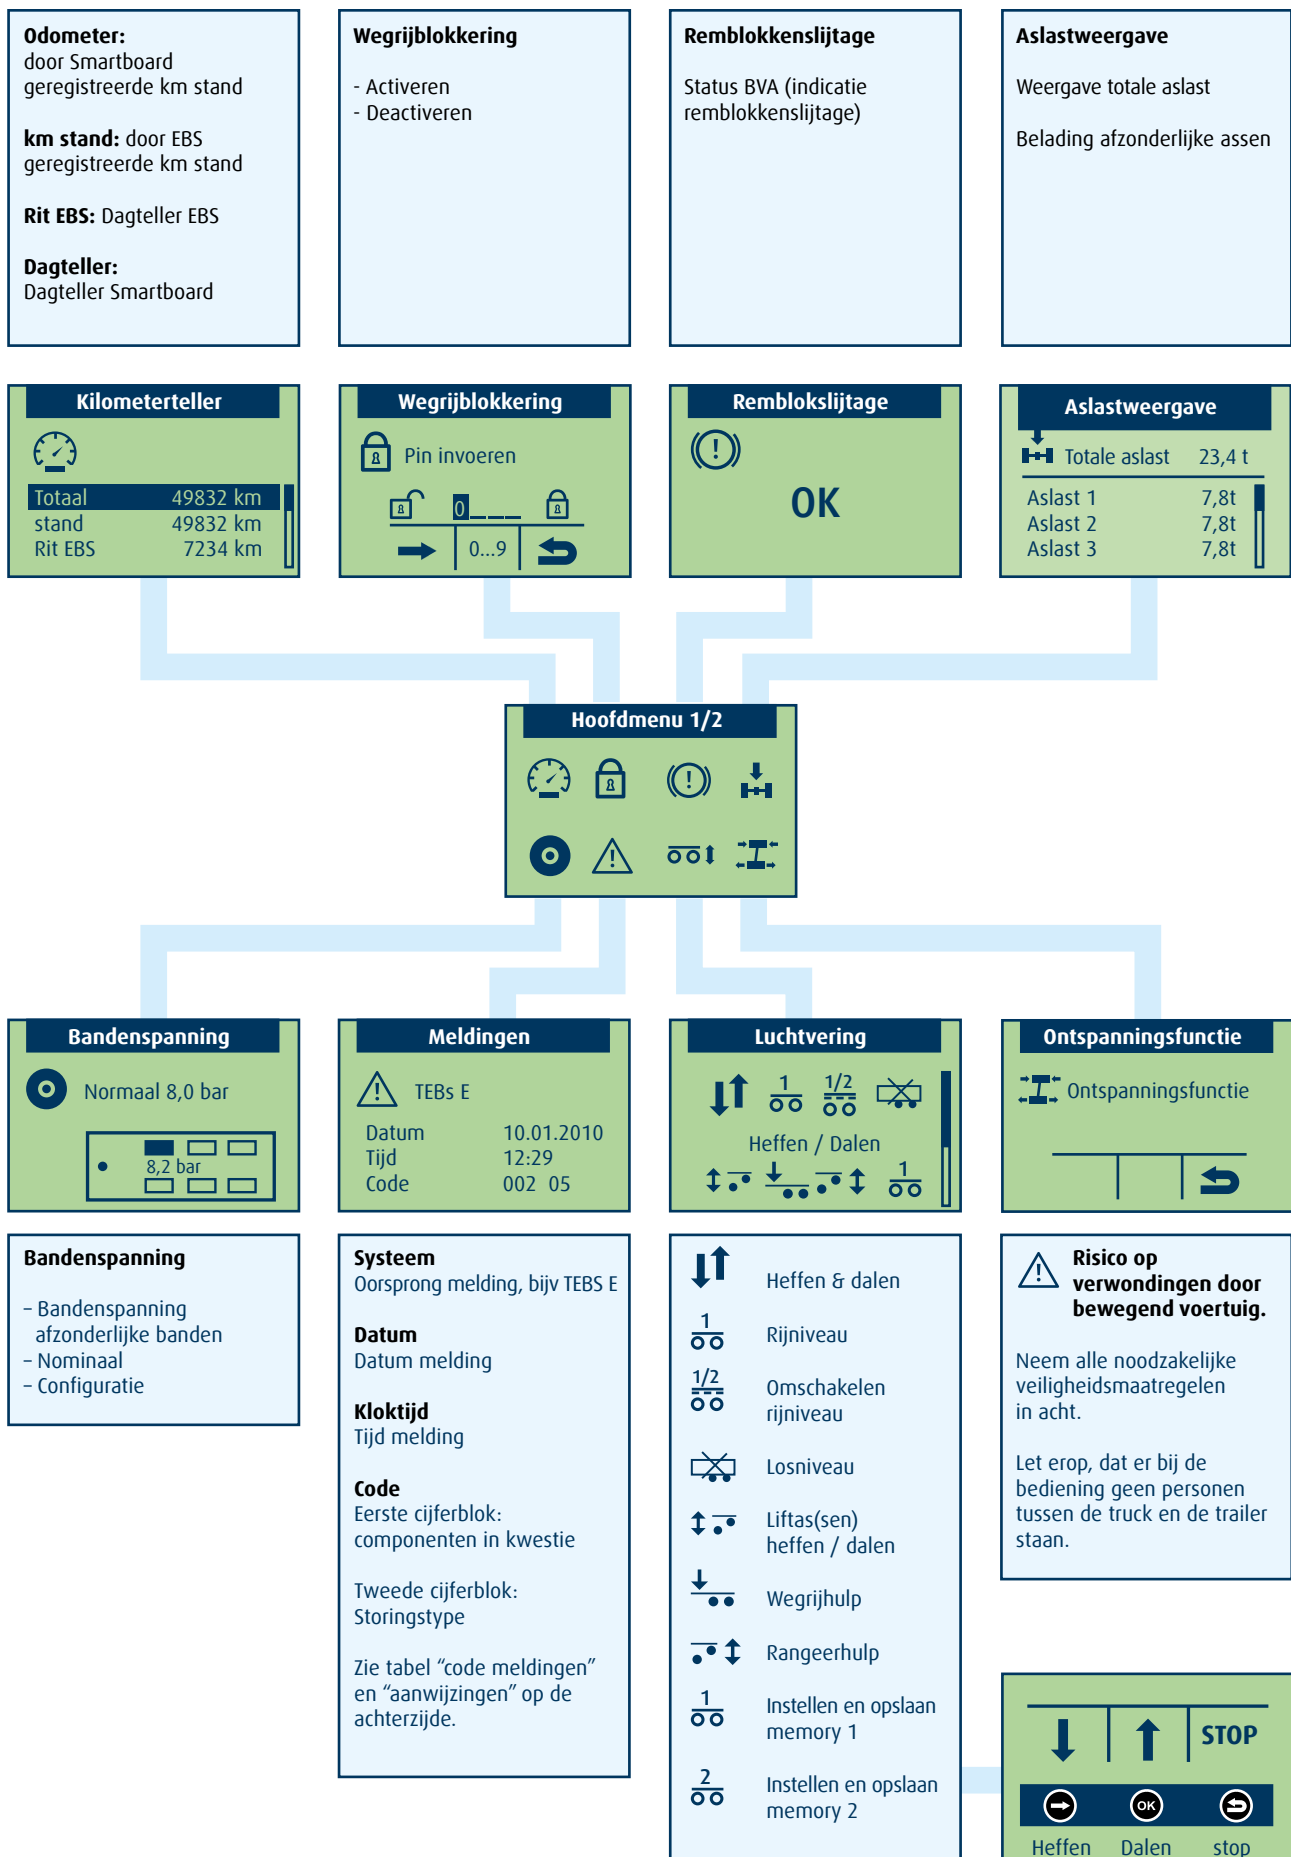 Odometer:
door Smartboard
geregistreerde km stand
km stand: door EBS
geregistreerde km stand
Rit EBS: Dagteller EBS
Dagteller:
Dagteller Smartboard
Wegrijblokkering
- Activeren
- Deactiveren
Remblokkenslijtage
Status BVA (indicatie
remblokkenslijtage)
Aslastweergave
Weergave totale aslast
Belading afzonderlijke assen
Kilometerteller
Totaal 49832 km
stand 49832 km
Rit EBS 7234 km
Wegrijblokkering
Pin invoeren
0_ _ _
0...9
Remblokslijtage
(!)
OK
Aslastweergave
Totale aslast 23,4 t
Aslast 1 7,8t
Aslast 2 7,8t
Aslast 3 7,8t
Hoofdmenu 1/2
Bandenspanning
Normaal 8,0 bar
8,2 bar
Meldingen
TEBs E
Datum 10.01.2010
Tijd 12:29
Code 002 05
Luchtvering
1 1/2
Heffen / Dalen
1
Ontspanningsfunctie
Ontspanningsfunctie
Bandenspanning
– Bandenspanning
afzonderlijke banden
– Nominaal
– Configuratie
Systeem
Oorsprong melding, bijv TEBS E
Datum
Datum melding
Kloktijd
Tijd melding
Code
Eerste cijferblok:
componenten in kwestie
Tweede cijferblok:
Storingstype
Zie tabel “code meldingen”
en “aanwijzingen” op de
achterzijde.
Heffen & dalen
1 Rijniveau
1/2 Omschakelen
rijniveau
Losniveau
Liftas(sen)
heffen / dalen
Wegrijhulp
Rangeerhulp
1 Instellen en opslaan
memory 1
2 Instellen en opslaan
memory 2
Risico op
verwondingen door
bewegend voertuig.
Neem alle noodzakelijke
veiligheidsmaatregelen
in acht.
Let erop, dat er bij de
bediening geen personen
tussen de truck en de trailer
staan.
STOP
OK
Heffen Dalen stop